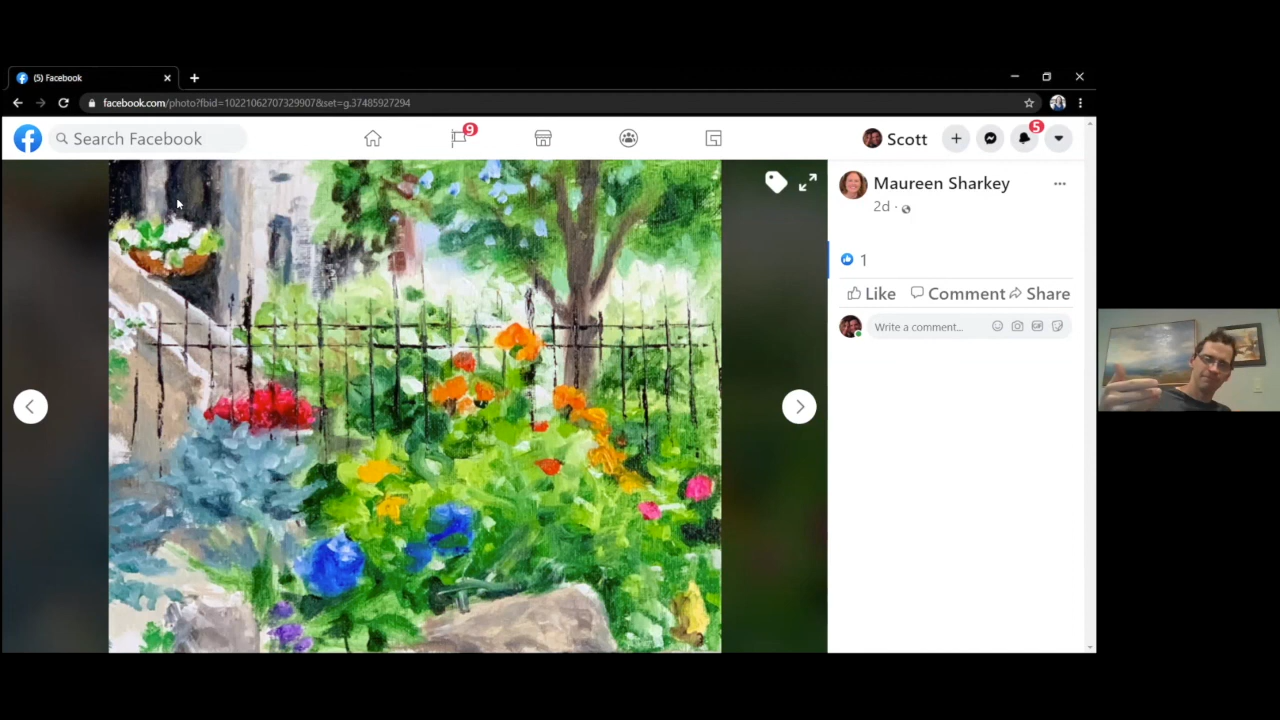 (5) Facebook
facebook.com/photo?fbid=10221062707329907&set=g.37485927294
Search Facebook
9
Scott
5
Maureen Sharkey
2d ·
1
Like Comment Share
Write a comment...
GIF